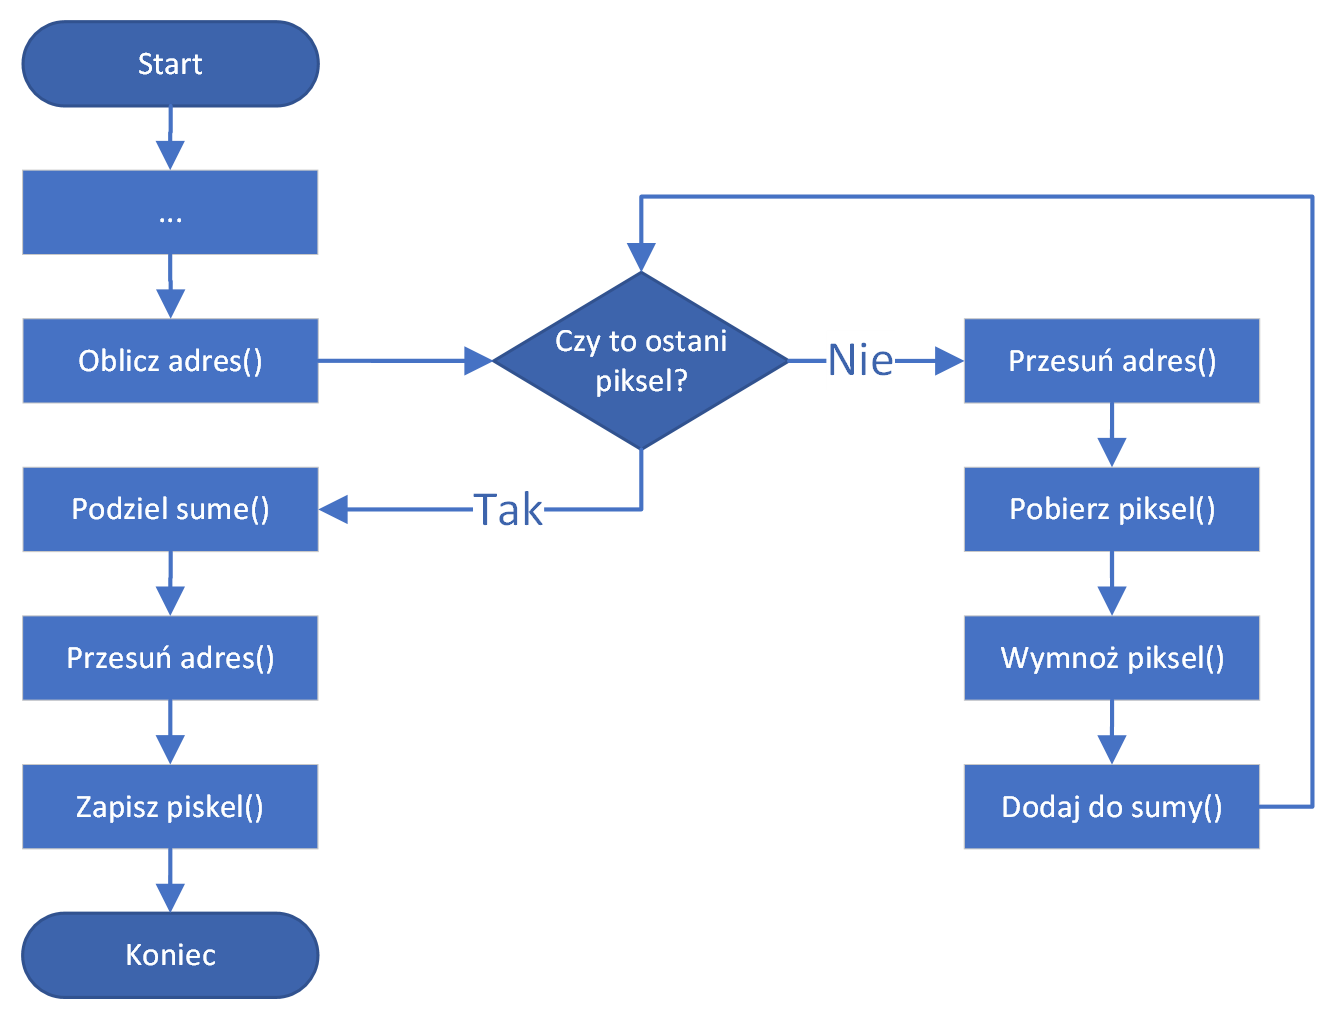 Start
...
Oblicz adres()
Czy to ostani
piksel?
Nie
Przesuń adres()
Pobierz piksel()
Wymnoż piksel()
Dodaj do sumy()
Tak
Podziel sume()
Przesuń adres()
Zapisz piskel()
Koniec